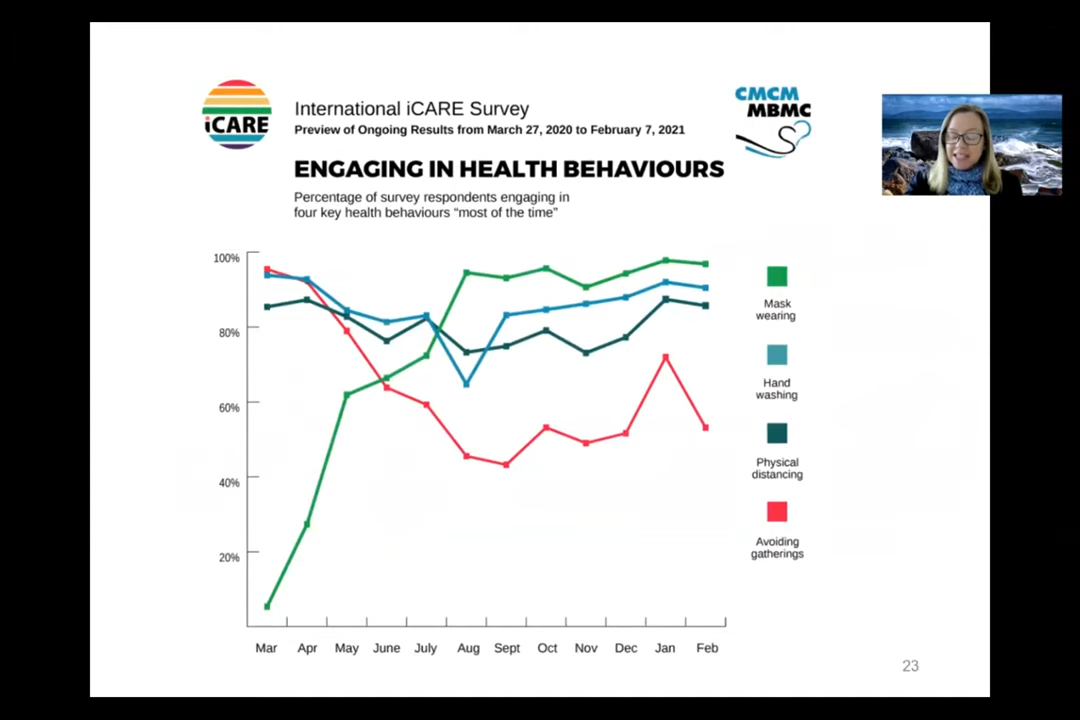 iCARE
International iCARE Survey
Preview of Ongoing Results from March 27, 2020 to February 7, 2021
CMCM
MBMC
ENGAGING IN HEALTH BEHAVIOURS
Percentage of survey respondents engaging in
four key health behaviours “most of the time”
100%
80%
60%
40%
20%
Mar Apr May June July Aug Sept Oct Nov Dec Jan Feb
Mask
wearing
Hand
washing
Physical
distancing
Avoiding
gatherings
23